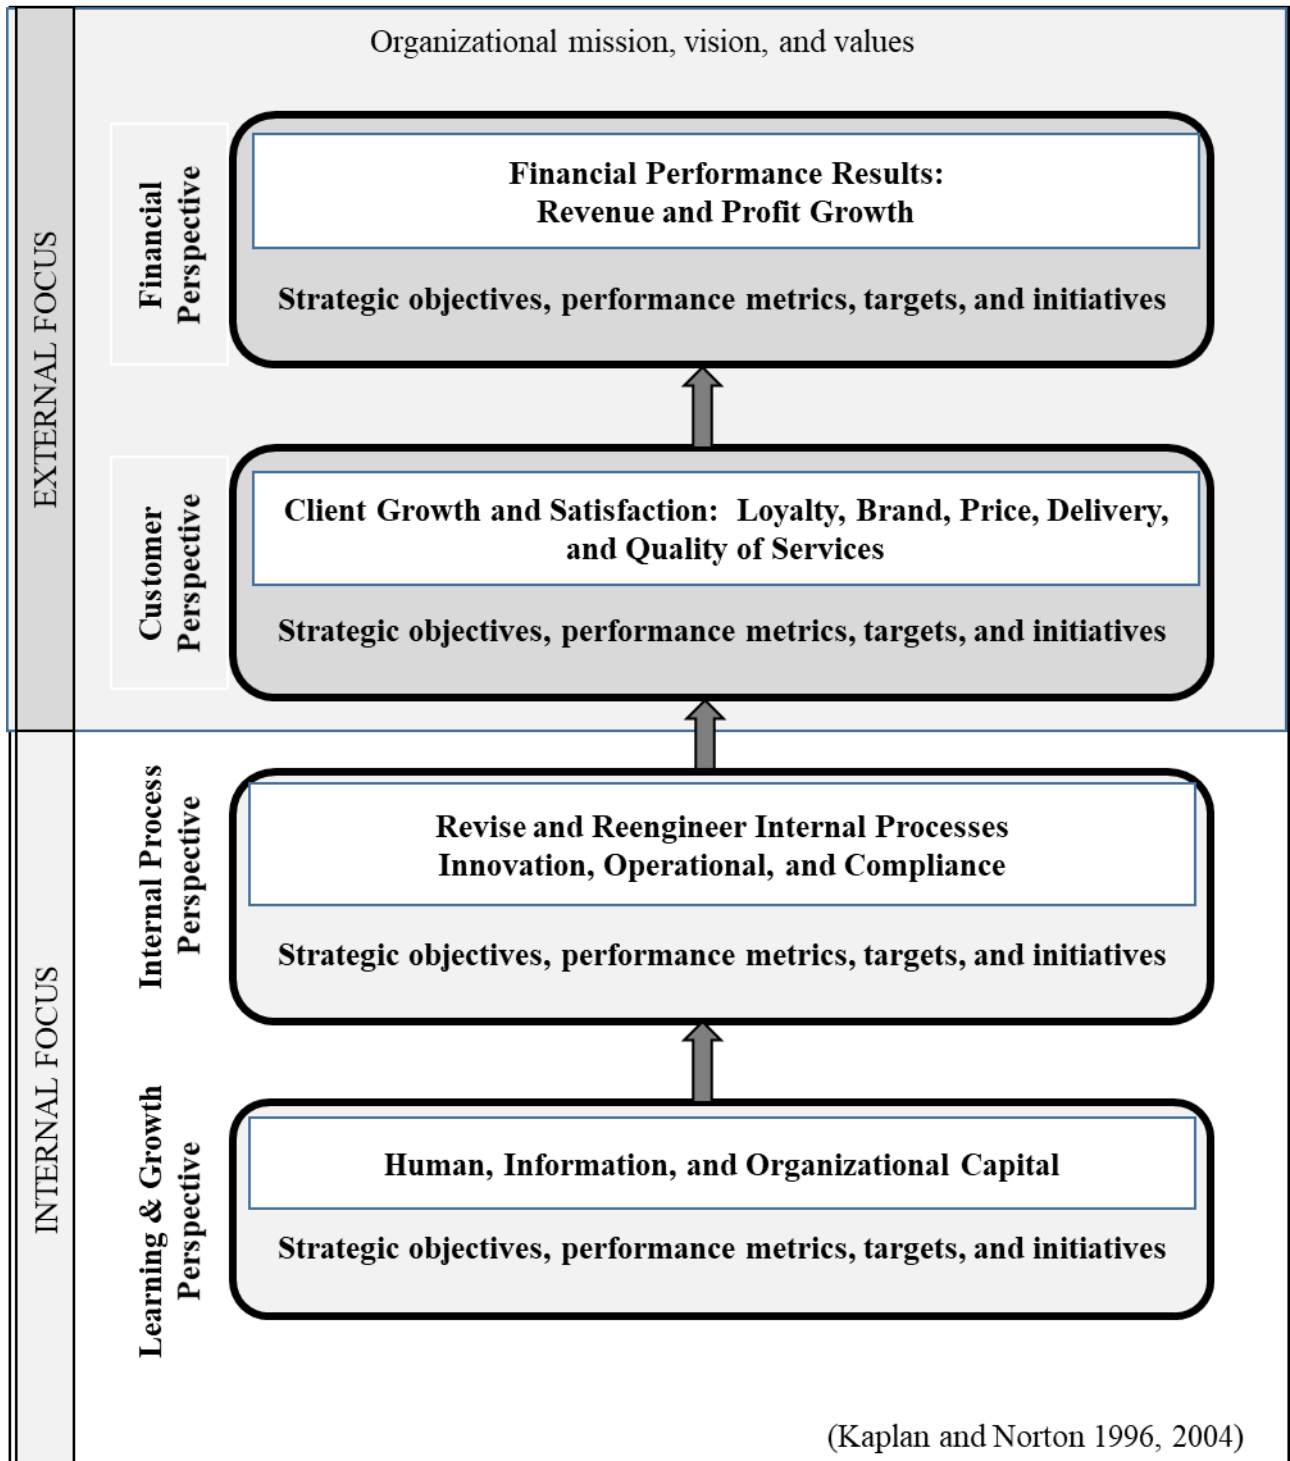 Organizational mission, vision, and values
EXTERNAL FOCUS
Financial
Perspective
Financial Performance Results:
Revenue and Profit Growth
Strategic objectives, performance metrics, targets, and initiatives
Customer
Perspective
Client Growth and Satisfaction:  Loyalty, Brand, Price, Delivery,
and Quality of Services
Strategic objectives, performance metrics, targets, and initiatives
INTERNAL FOCUS
Internal Process
Perspective
Revise and Reengineer Internal Processes
Innovation, Operational, and Compliance
Strategic objectives, performance metrics, targets, and initiatives
Learning & Growth
Perspective
Human, Information, and Organizational Capital
Strategic objectives, performance metrics, targets, and initiatives
(Kaplan and Norton 1996, 2004)